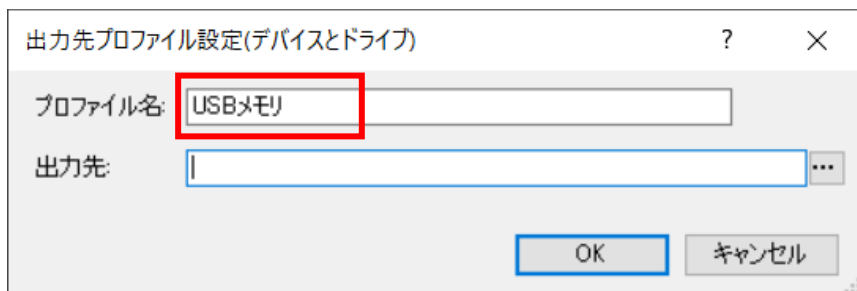 出力先プロファイル設定(デバイスとドライブ) ?
プロファイル名: USBメモリ
出力先: ...
OK キャンセル